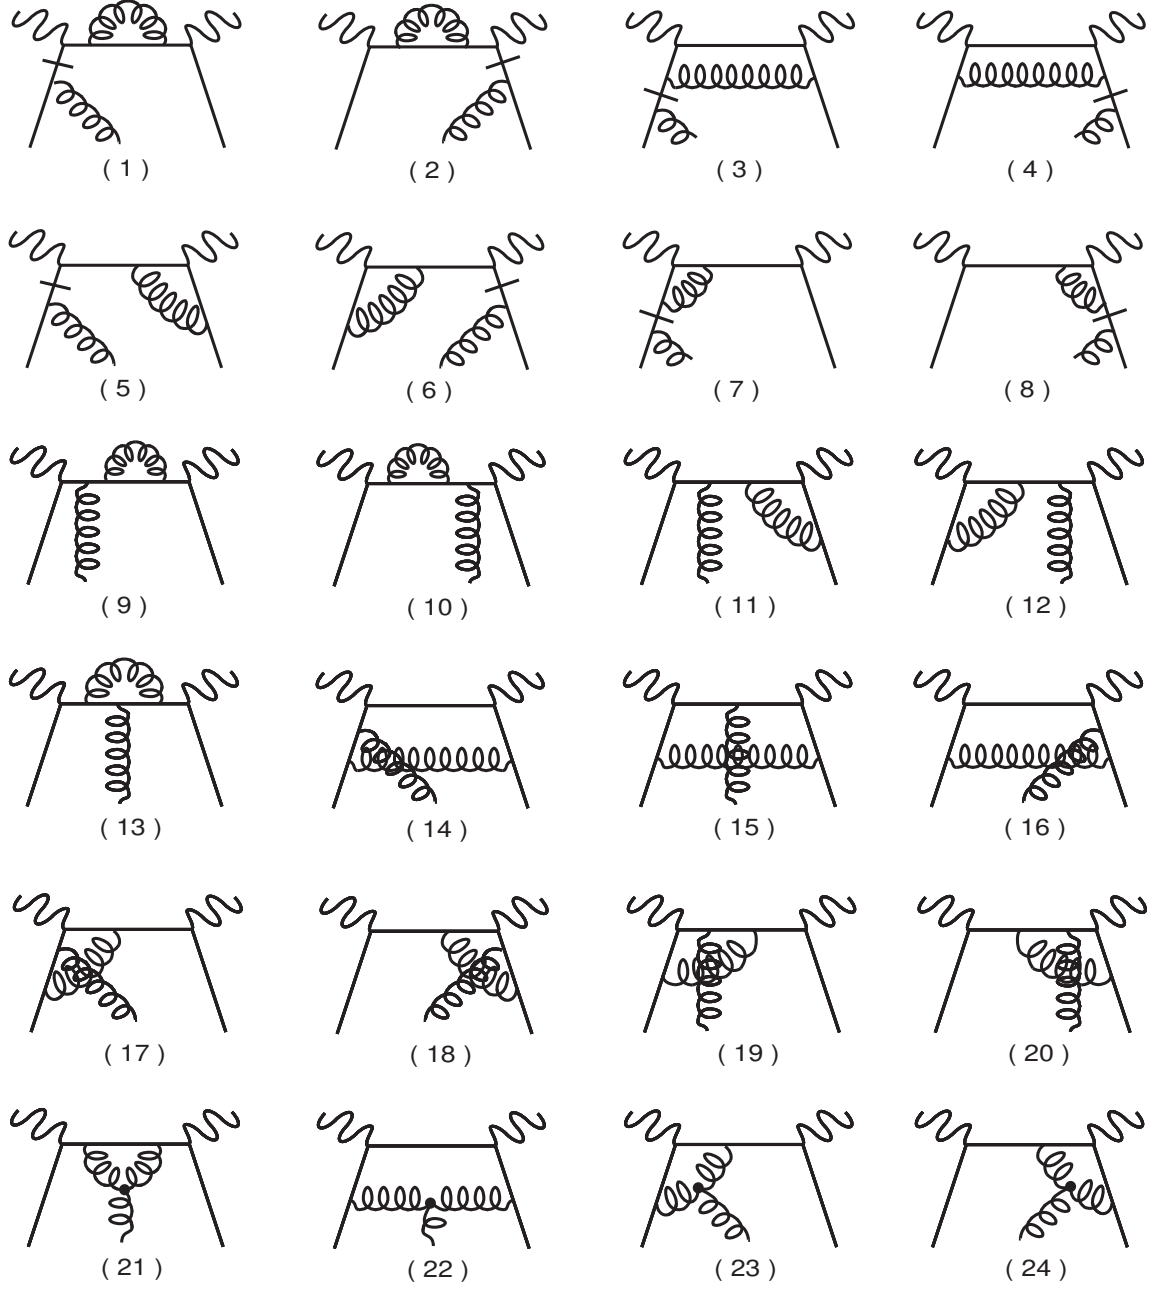 ( 1 ) ( 2 ) ( 3 ) ( 4 )
( 5 ) ( 6 ) ( 7 ) ( 8 )
( 9 ) ( 10 ) ( 11 ) ( 12 )
( 13 ) ( 14 ) ( 15 ) ( 16 )
( 17 ) ( 18 ) ( 19 ) ( 20 )
( 21 ) ( 22 ) ( 23 ) ( 24 )